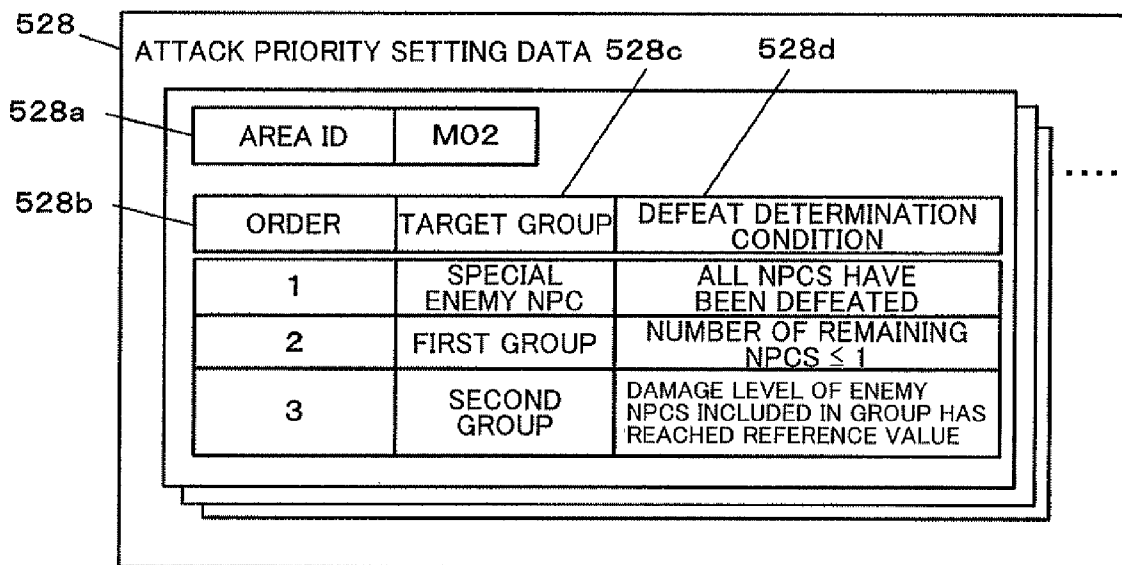 528
ATTACK PRIORITY SETTING DATA 528c 528d
528a
AREA ID M02
528b
ORDER TARGET GROUP DEFEAT DETERMINATION
CONDITION
1 SPECIAL
ENEMY NPC ALL NPCS HAVE
BEEN DEFEATED
2 FIRST GROUP NUMBER OF REMAINING
NPCS ≦ 1
3 SECOND
GROUP DAMAGE LEVEL OF ENEMY
NPCS INCLUDED IN GROUP HAS
REACHED REFERENCE VALUE
....